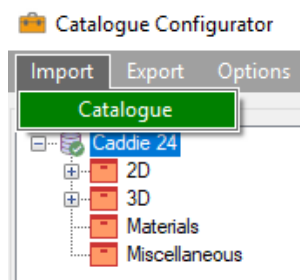 Catalogue Configurator
Import Export Options
Catalogue
Caddie 24
2D
3D
Materials
Miscellaneous